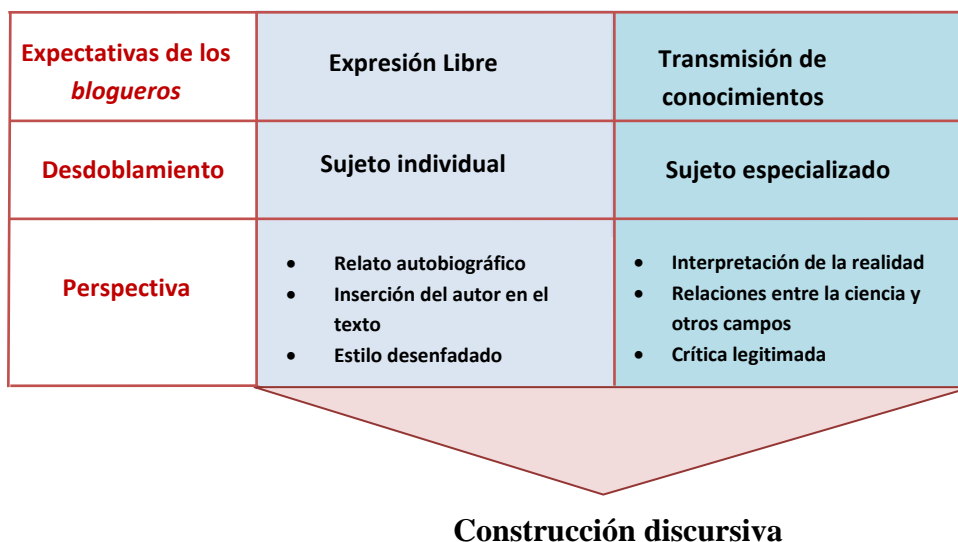 Expectativas de los
blogueros
Expresión Libre
Transmisión de
conocimientos
Desdoblamiento
Sujeto individual
Sujeto especializado
Perspectiva
• Relato autobiográfico
• Inserción del autor en el
texto
• Estilo desenfadado
• Interpretación de la realidad
• Relaciones entre la ciencia y
otros campos
• Crítica legitimada
Construcción discursiva